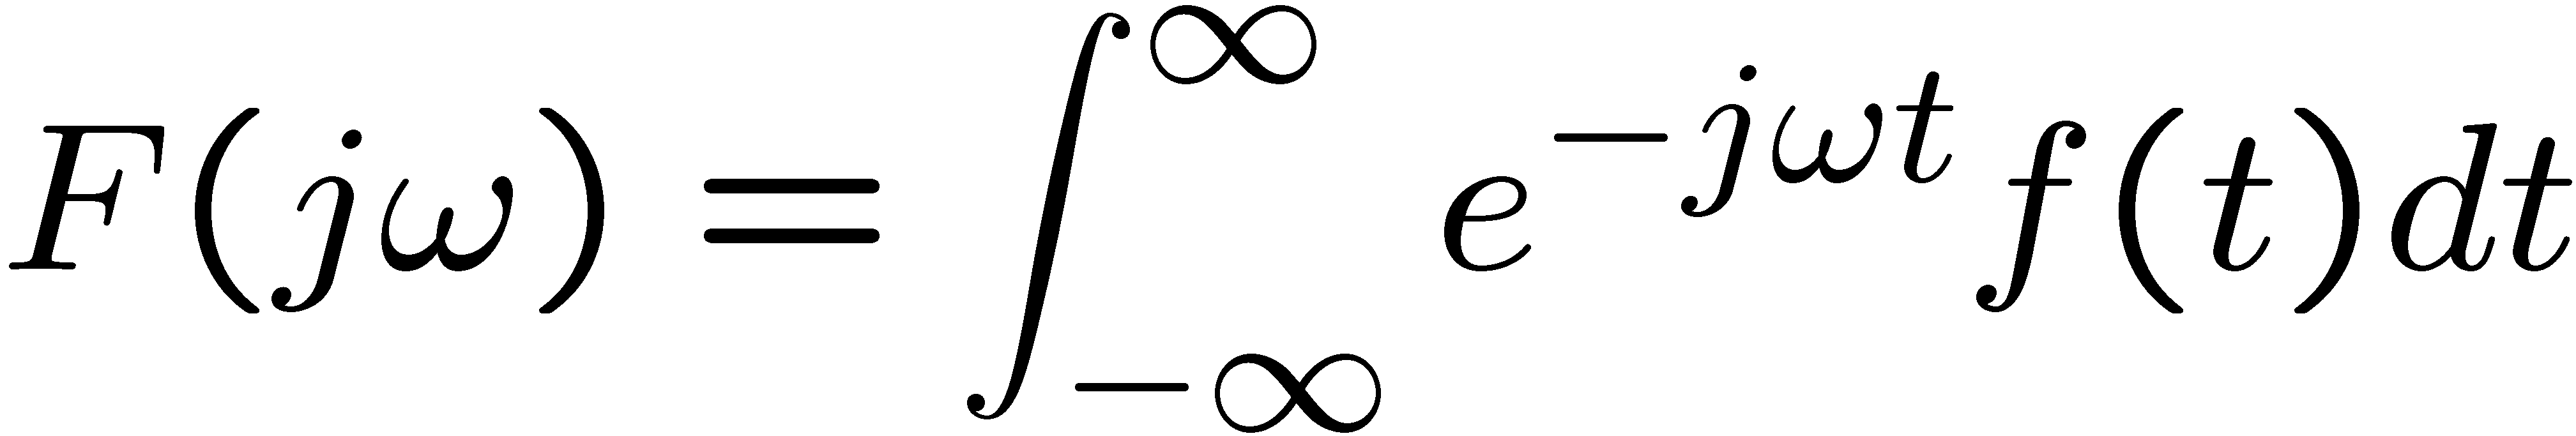 F(jω) = ∫_{-∞}^{∞} e^{-jωt} f(t)dt